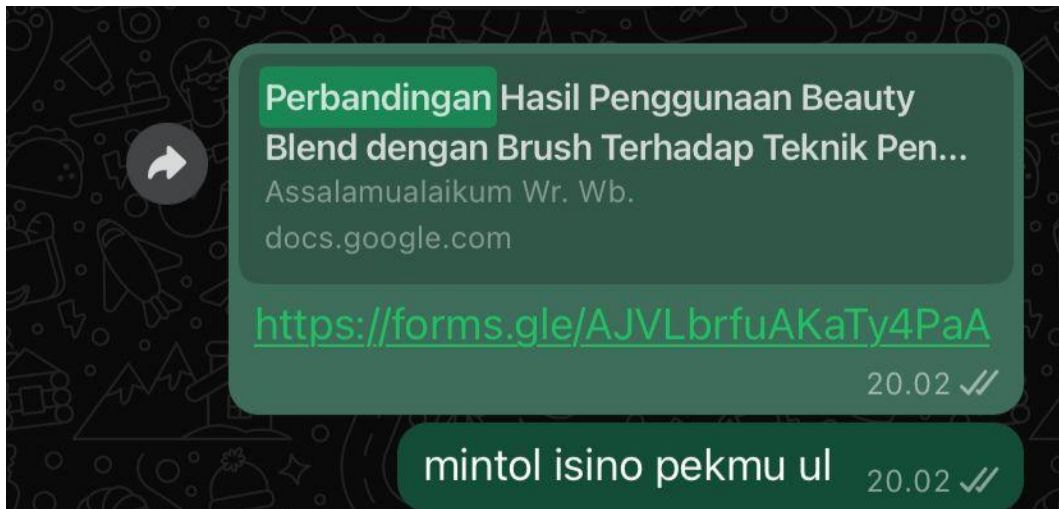 Perbandingan Hasil Penggunaan Beauty
Blend dengan Brush Terhadap Teknik Pen...
Assalamualaikum Wr. Wb.
docs.google.com
https://forms.gle/AJVLbrfuAKaTy4PaA
20.02
mintol isino pekmu ul 20.02